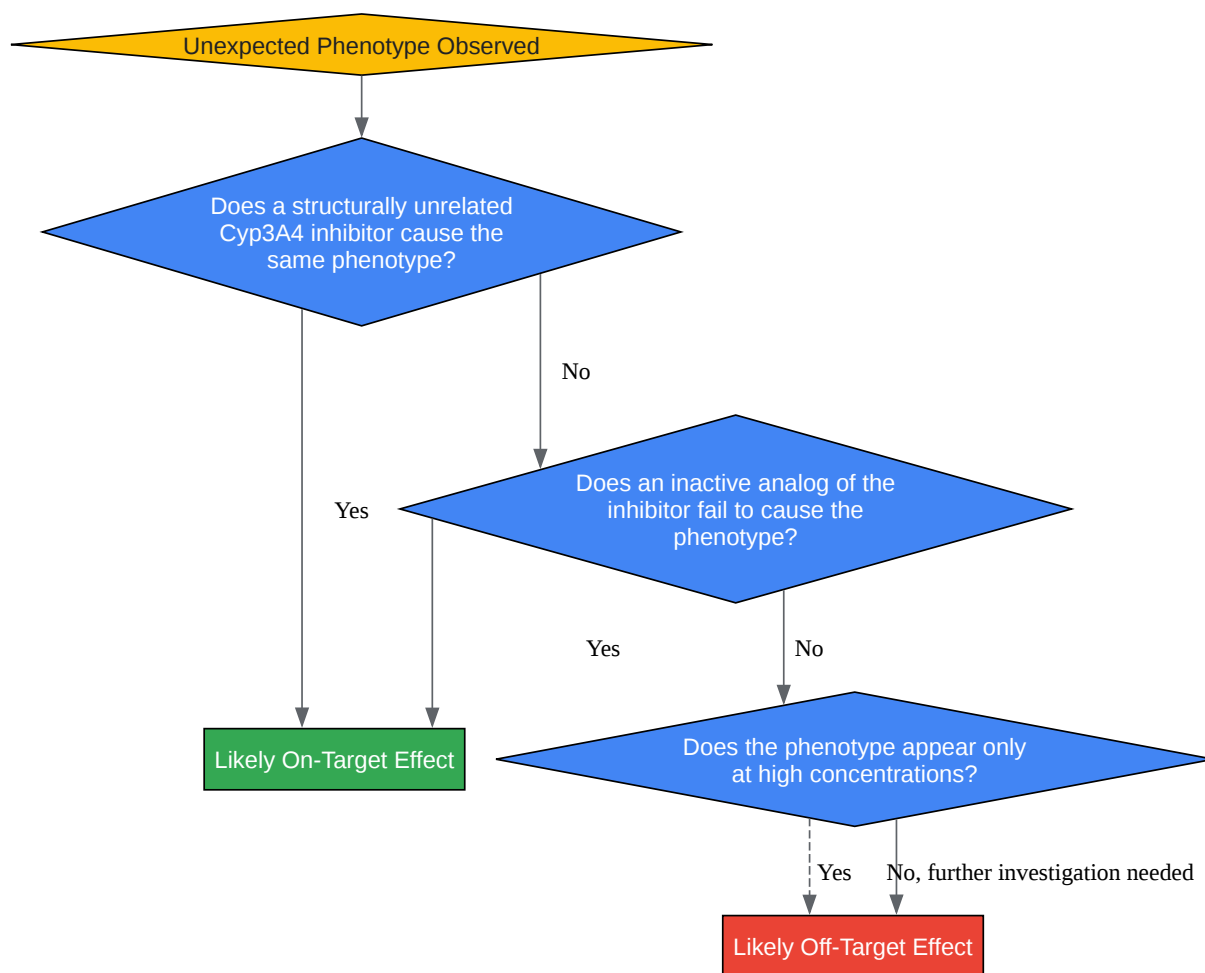 Unexpected Phenotype Observed
Does a structurally unrelated
Cyp3A4 inhibitor cause the
same phenotype?
No
Does an inactive analog of the
inhibitor fail to cause the
phenotype?
Yes
Yes
No
Likely On-Target Effect
Does the phenotype appear only
at high concentrations?
Yes
No, further investigation needed
Likely Off-Target Effect